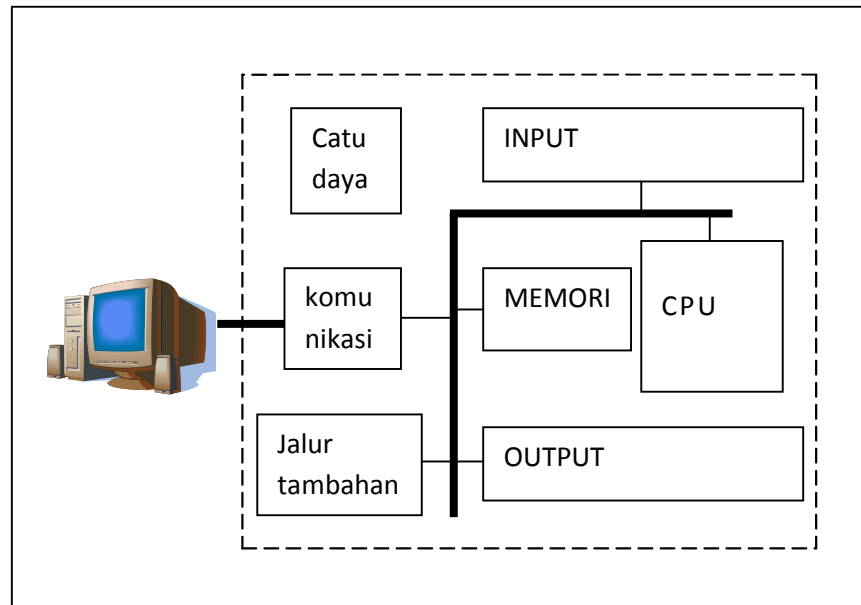 Catu
daya
INPUT
komu
nikasi
MEMORI
CPU
Jalur
tambahan
OUTPUT